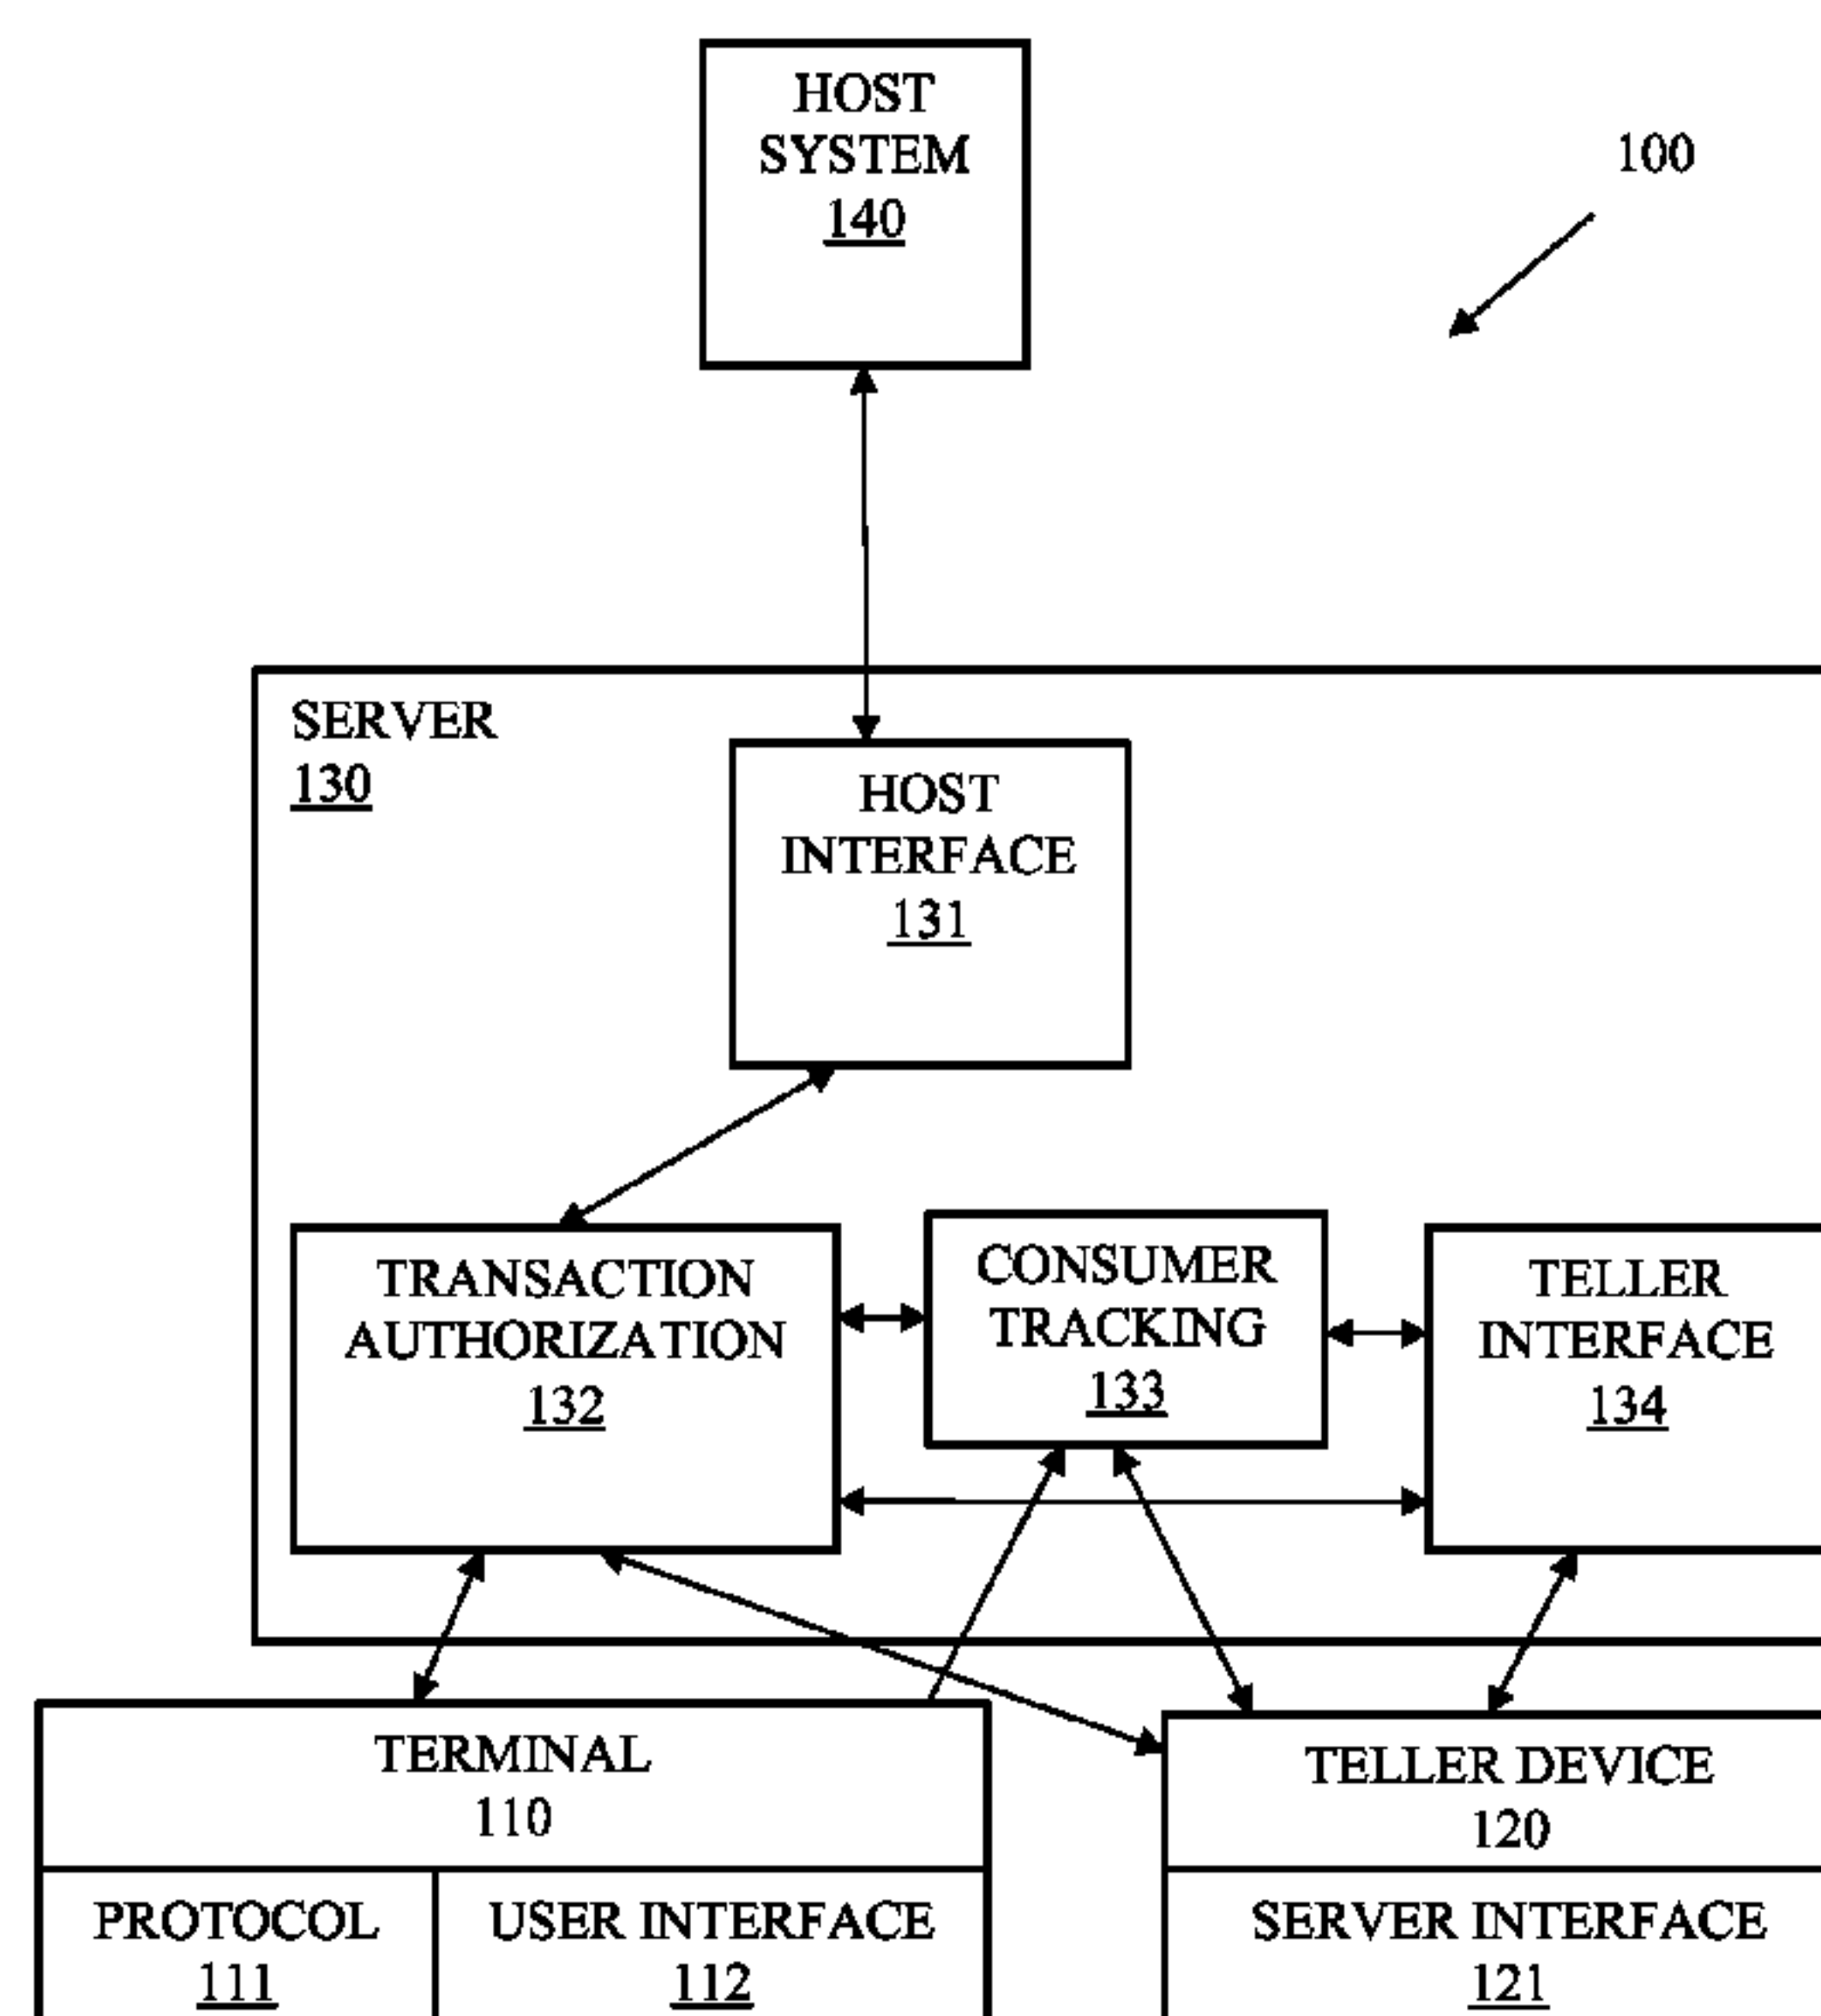 HOST
SYSTEM
140
100
SERVER
130
HOST
INTERFACE
131
TRANSACTION
AUTHORIZATION
132
CONSUMER
TRACKING
133
TELLER
INTERFACE
134
TERMINAL
110
TELLER DEVICE
120
PROTOCOL
111
USER INTERFACE
112
SERVER INTERFACE
121